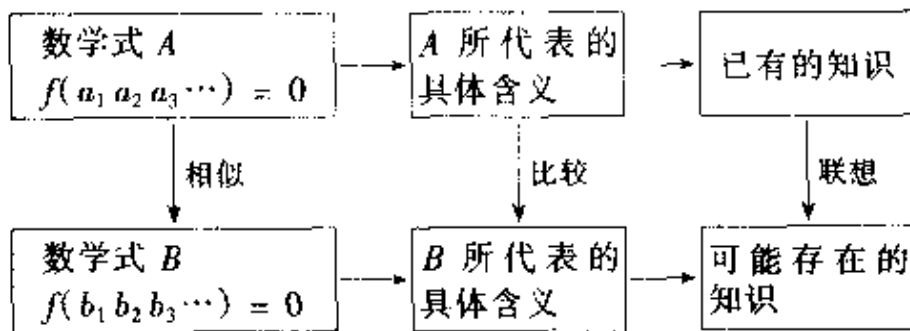 数学式 A
f( a₁ a₂ a₃ ⋯) = 0
A 所代表的
具体含义
已有的知识
相似
比较
联想
数学式 B
f( b₁ b₂ b₃ ⋯) = 0
B 所代表的
具体含义
可能存在的
知识